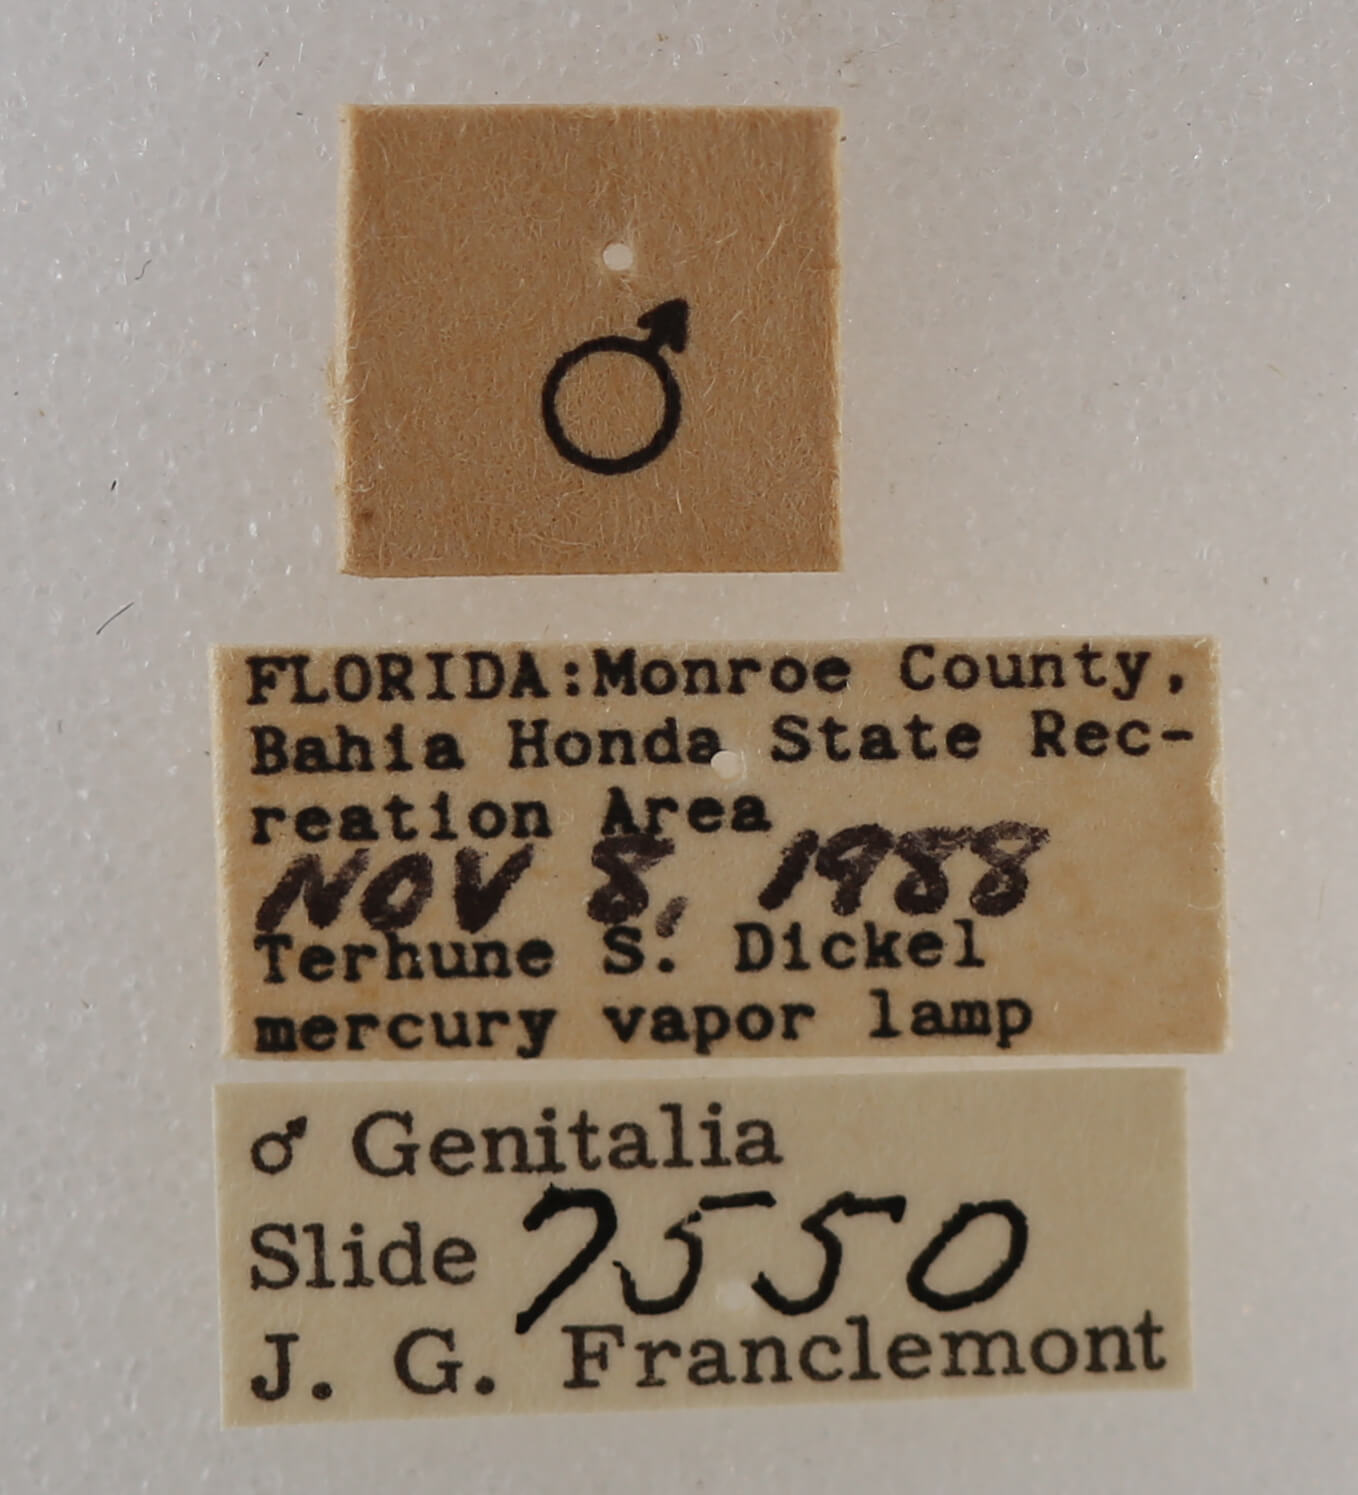 ♂
FLORIDA:Monroe County,
Bahia Honda State Rec-
reation Area
NOV 8, 1988
Terhune S. Dickel
mercury vapor lamp
♂ Genitalia
Slide 7550
J. G. Franclemont